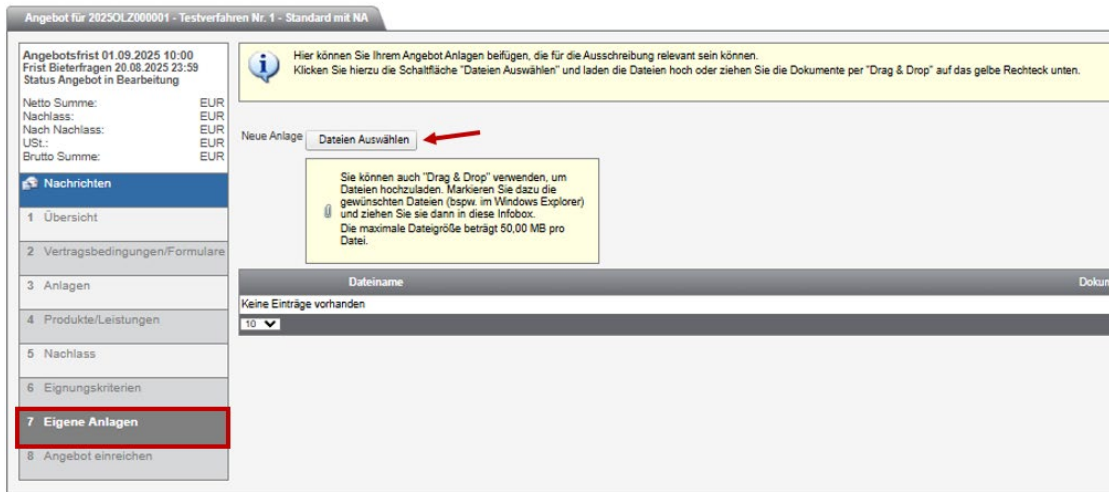 Angebot für 2025OLZ000001 - Testverfahren Nr. 1 - Standard mit NA
Angebotsfrist 01.09.2025 10:00
Frist Bieterfragen 20.08.2025 23:59
Status Angebot in Bearbeitung
Netto Summe: EUR
Nachlass: EUR
Nach Nachlass: EUR
USt.: EUR
Brutto Summe: EUR
Nachrichten
1 Übersicht
2 Vertragsbedingungen/Formulare
3 Anlagen
4 Produkte/Leistungen
5 Nachlass
6 Eignungskriterien
7 Eigene Anlagen
8 Angebot einreichen
Hier können Sie Ihrem Angebot Anlagen beifügen, die für die Ausschreibung relevant sein können.
Klicken Sie hierzu die Schaltfläche "Dateien Auswählen" und laden die Dateien hoch oder ziehen Sie die Dokumente per "Drag & Drop" auf das gelbe Rechteck unten.
Neue Anlage Dateien Auswählen
Sie können auch "Drag & Drop" verwenden, um
Dateien hochzuladen. Markieren Sie dazu die
gewünschten Dateien (bspw. im Windows Explorer)
und ziehen Sie sie dann in diese Infobox.
Die maximale Dateigröße beträgt 50,00 MB pro
Datei.
Dateiname Dokum
Keine Einträge vorhanden
10